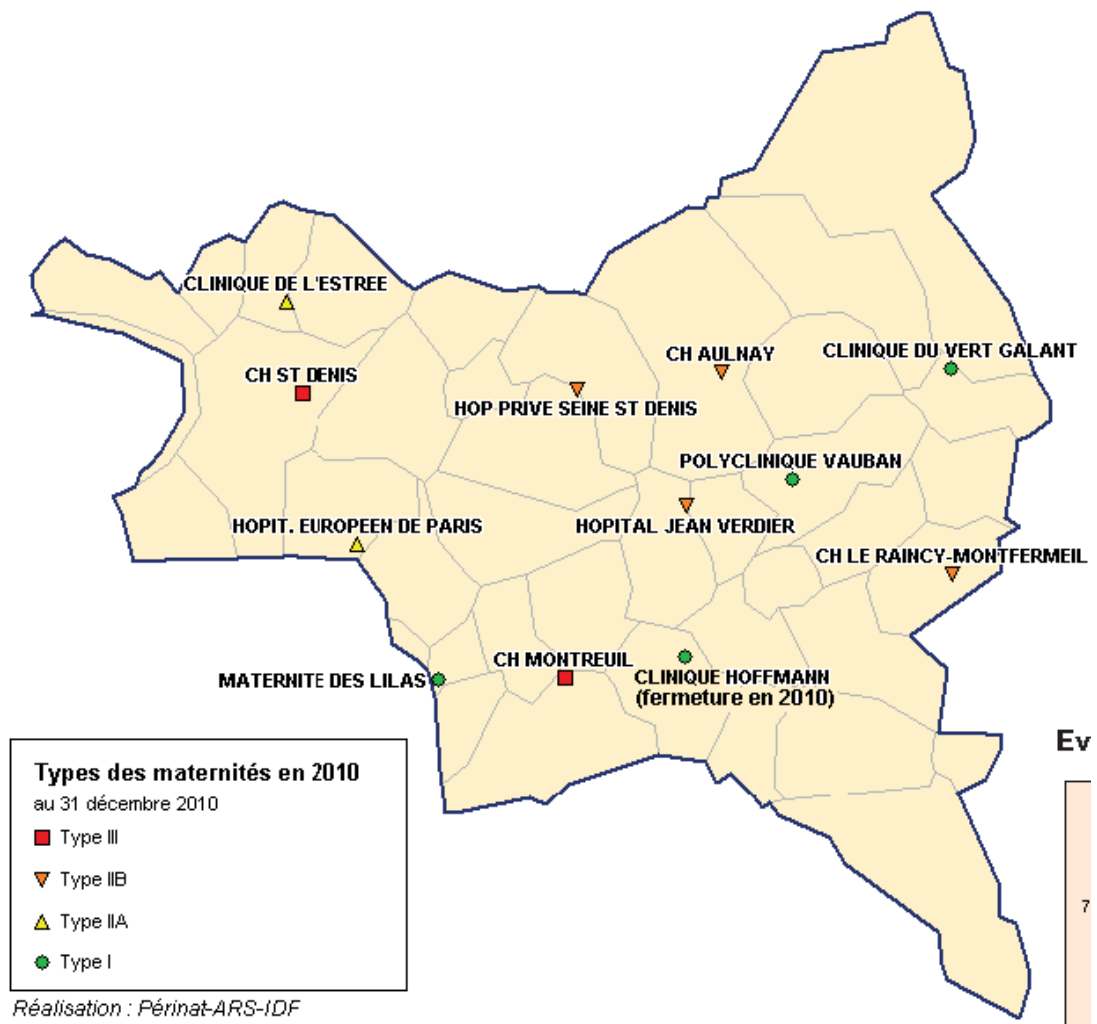 CLINIQUE DE L'ESTREE
CH ST DENIS
CH AULNAY
CLINIQUE DU VERT GALANT
HOP PRIVE SEINE ST DENIS
POLYCLINIQUE VAUBAN
HOPIT. EUROPEEN DE PARIS
HOPITAL JEAN VERDIER
CH LE RAINCY-MONTFERMEIL
CH MONTREUIL
MATERNITE DES LILAS
CLINIQUE HOFFMANN
(fermeture en 2010)
Types des maternités en 2010
au 31 décembre 2010
Type III
Type IIB
Type IIA
Type I
Réalisation : Périnat-ARS-IDF
Ev
7